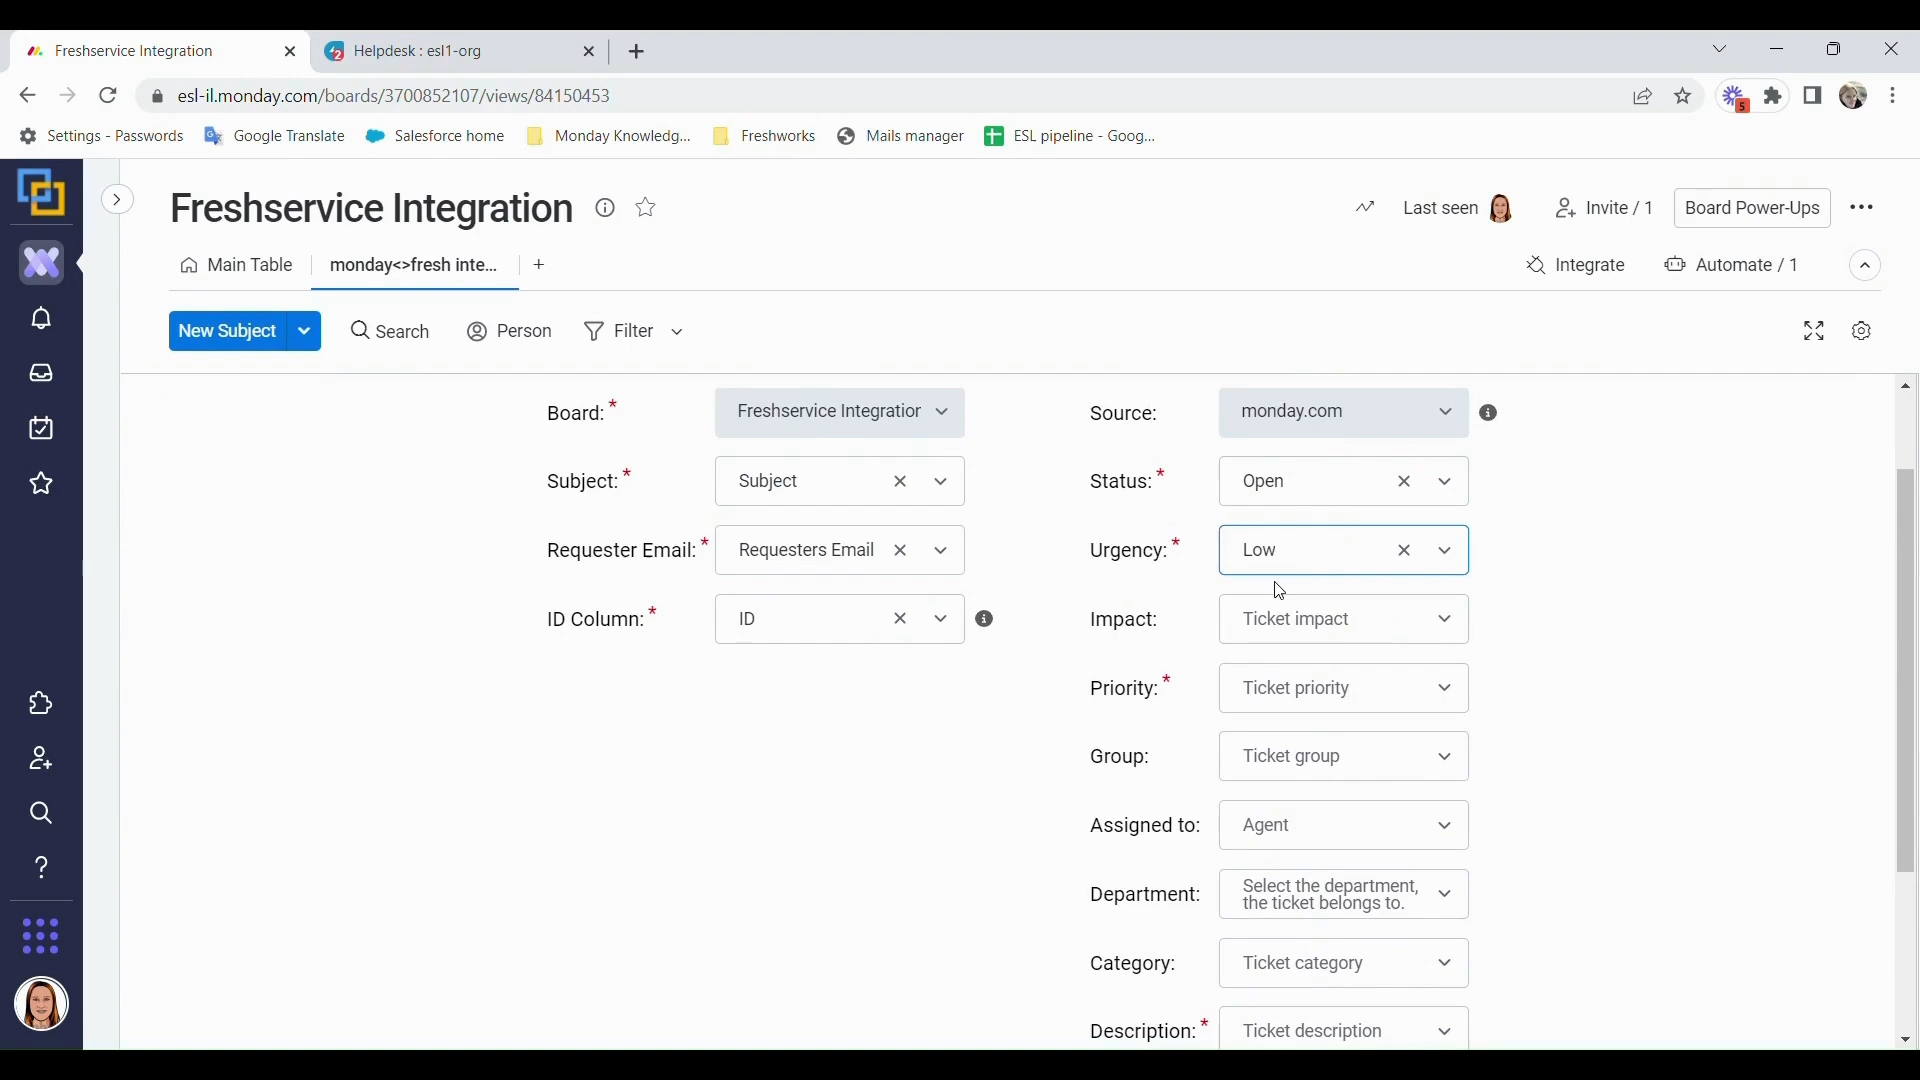 Freshservice Integration
Helpdesk : esl1-org
esl-il.monday.com/boards/3700852107/views/84150453
5
Settings - Passwords
Google Translate
Salesforce home
Monday Knowledg...
Freshworks
Mails manager
ESL pipeline - Goog...
Freshservice Integration
Last seen
Invite / 1
Board Power-Ups
Main Table
monday<>fresh inte...
Integrate
Automate / 1
New Subject
Search
Person
Filter
Board: *
Freshservice Integration
Source:
monday.com
Subject: *
Subject
Status: *
Open
Requester Email: *
Requesters Email
Urgency: *
Low
ID Column: *
ID
Impact:
Ticket impact
Priority: *
Ticket priority
Group:
Ticket group
Assigned to:
Agent
Department:
Select the department,
the ticket belongs to.
Category:
Ticket category
Description: *
Ticket description